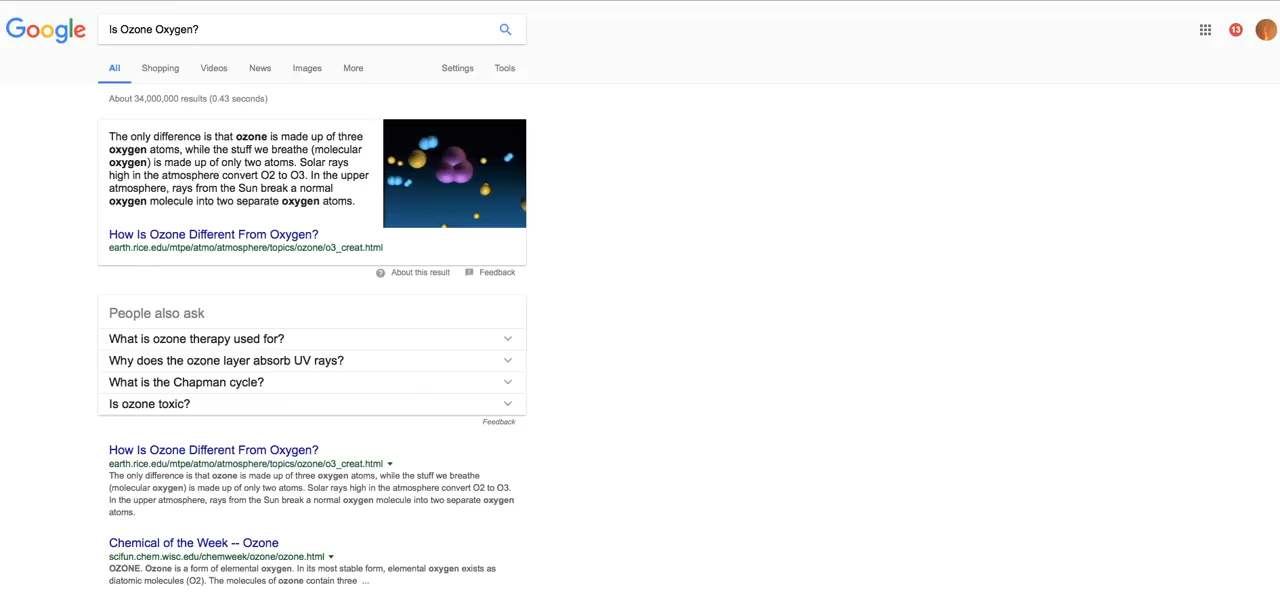 Google
Is Ozone Oxygen?
13
All Shopping Videos News Images More Settings Tools
About 34,000,000 results (0.43 seconds)
The only difference is that ozone is made up of three
oxygen atoms, while the stuff we breathe (molecular
oxygen) is made up of only two atoms. Solar rays
high in the atmosphere convert O2 to O3. In the upper
atmosphere, rays from the Sun break a normal
oxygen molecule into two separate oxygen atoms.
How Is Ozone Different From Oxygen?
earth.rice.edu/mtpe/atmo/atmosphere/topics/ozone/o3_creat.html
About this result Feedback
People also ask
What is ozone therapy used for?
Why does the ozone layer absorb UV rays?
What is the Chapman cycle?
Is ozone toxic?
Feedback
How Is Ozone Different From Oxygen?
earth.rice.edu/mtpe/atmo/atmosphere/topics/ozone/o3_creat.html
The only difference is that ozone is made up of three oxygen atoms, while the stuff we breathe
(molecular oxygen) is made up of only two atoms. Solar rays high in the atmosphere convert O2 to O3.
In the upper atmosphere, rays from the Sun break a normal oxygen molecule into two separate oxygen
atoms.
Chemical of the Week -- Ozone
scifun.chem.wisc.edu/chemweek/ozone/ozone.html
OZONE. Ozone is a form of elemental oxygen. In its most stable form, elemental oxygen exists as
diatomic molecules (O2). The molecules of ozone contain three ...